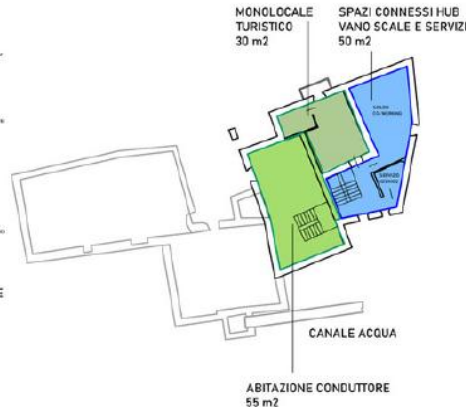 MONOLOCALE
TURISTICO
30 m2
SPAZI CONNESSI HUB
VANO SCALE E SERVIZI
50 m2
CANALE ACQUA
ABITAZIONE CONDUTTORE
55 m2